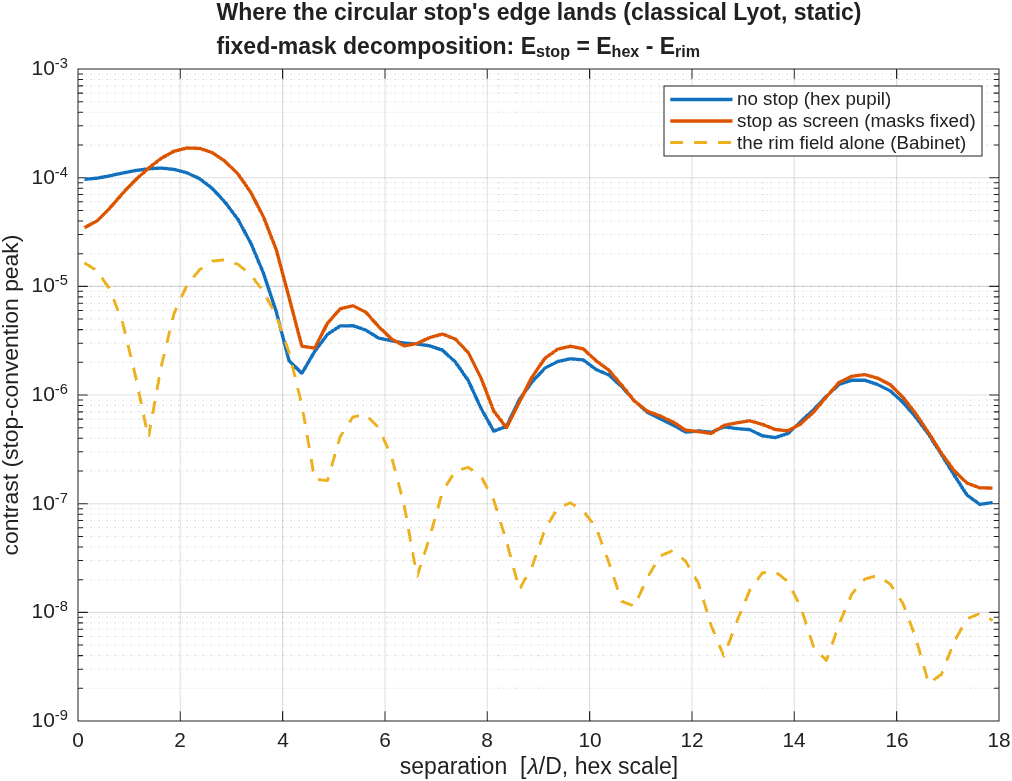 Where the circular stop's edge lands (classical Lyot, static)
fixed-mask decomposition: E_stop = E_hex - E_rim
no stop (hex pupil)
stop as screen (masks fixed)
the rim field alone (Babinet)
contrast (stop-convention peak)
10^-3
10^-4
10^-5
10^-6
10^-7
10^-8
10^-9
0 2 4 6 8 10 12 14 16 18
separation [λ/D, hex scale]